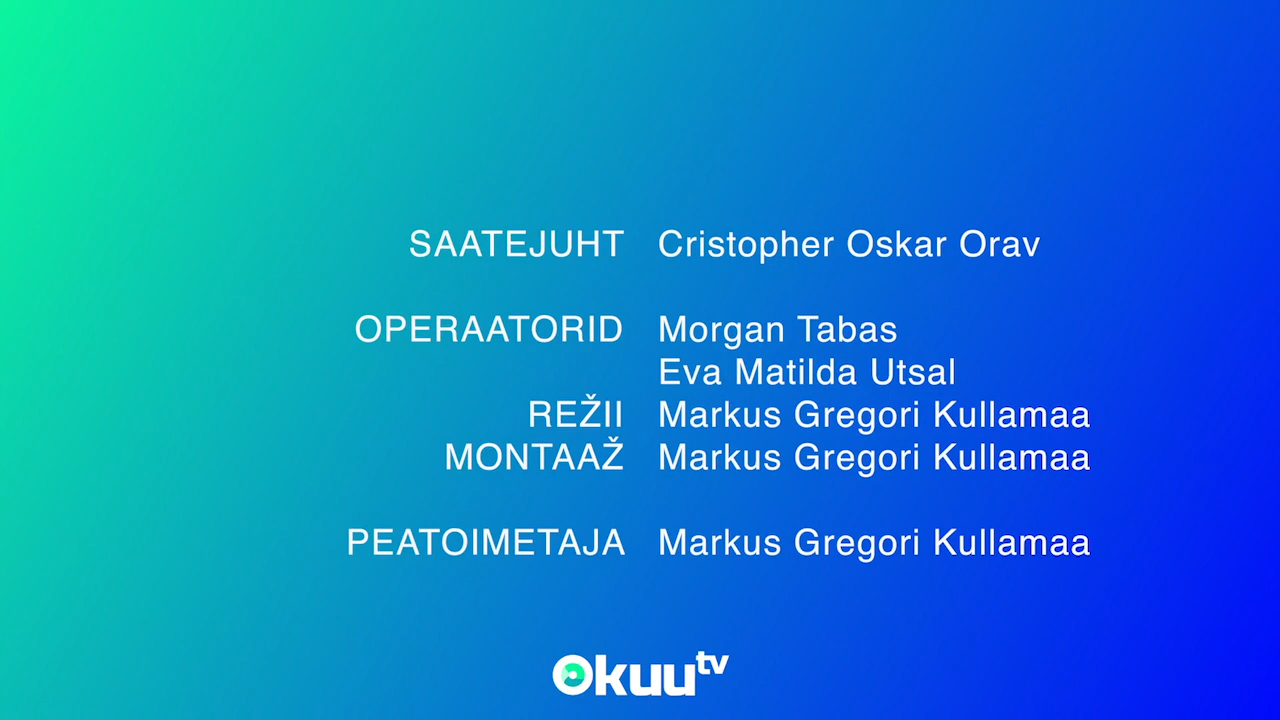 SAATEJUHT Cristopher Oskar Orav
OPERAATORID Morgan Tabas
Eva Matilda Utsal
REŽII Markus Gregori Kullamaa
MONTAAŽ Markus Gregori Kullamaa
PEATOIMETAJA Markus Gregori Kullamaa
Okuu tv